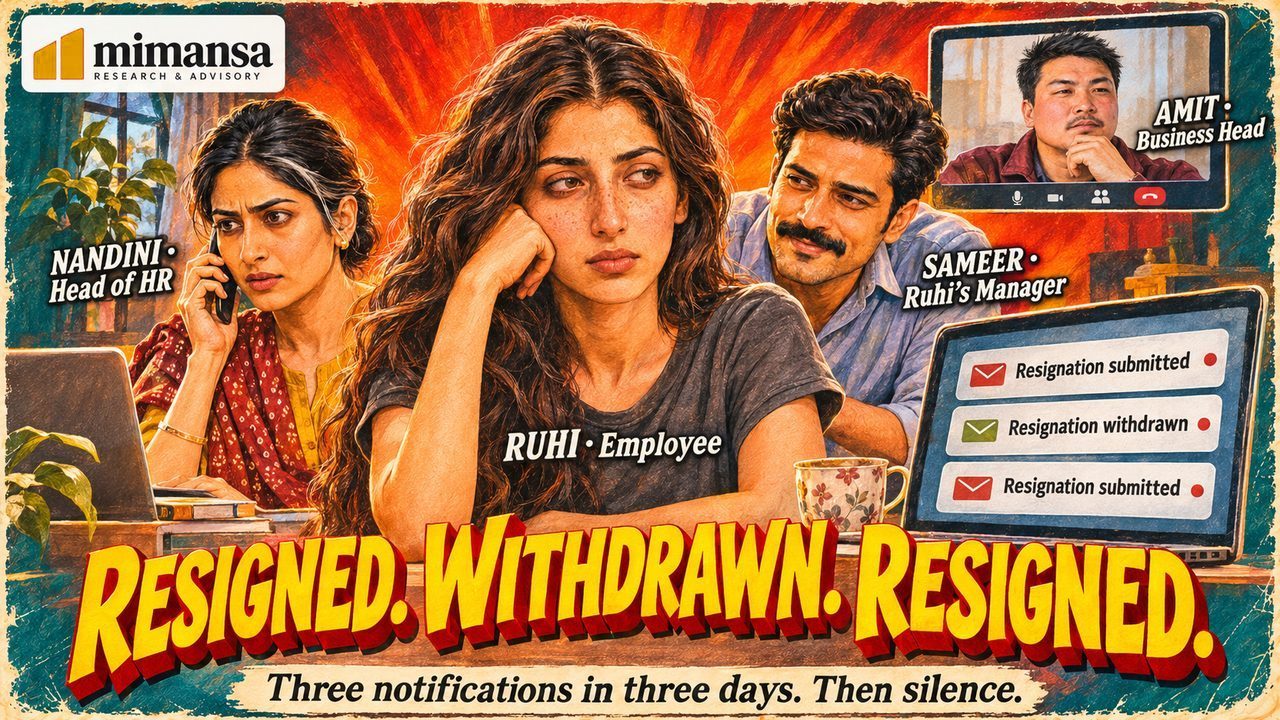 mimansa
RESEARCH & ADVISORY
AMIT •
Business Head
NANDINI •
Head of HR
SAMEER •
Ruhi's Manager
RUHI • Employee
Resignation submitted
Resignation withdrawn
Resignation submitted
RESIGNED. WITHDRAWN. RESIGNED.
Three notifications in three days. Then silence.